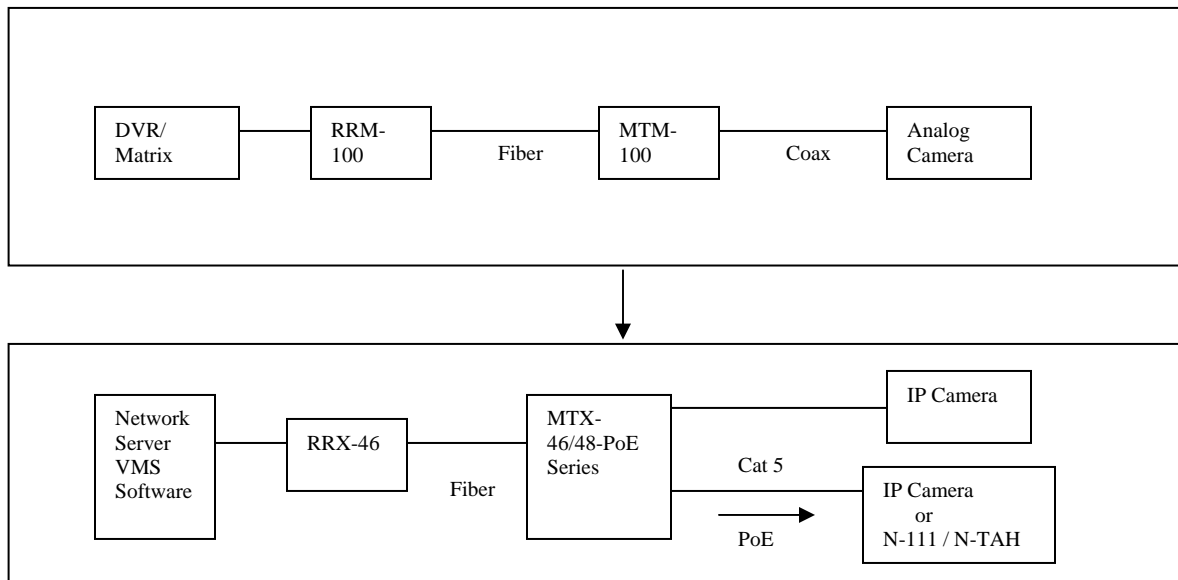 DVR/
Matrix
RRM-
100
Fiber
MTM-
100
Coax
Analog
Camera
Network
Server
VMS
Software
RRX-46
Fiber
MTX-
46/48-PoE
Series
IP Camera
Cat 5
PoE
IP Camera
or
N-111 / N-TAH